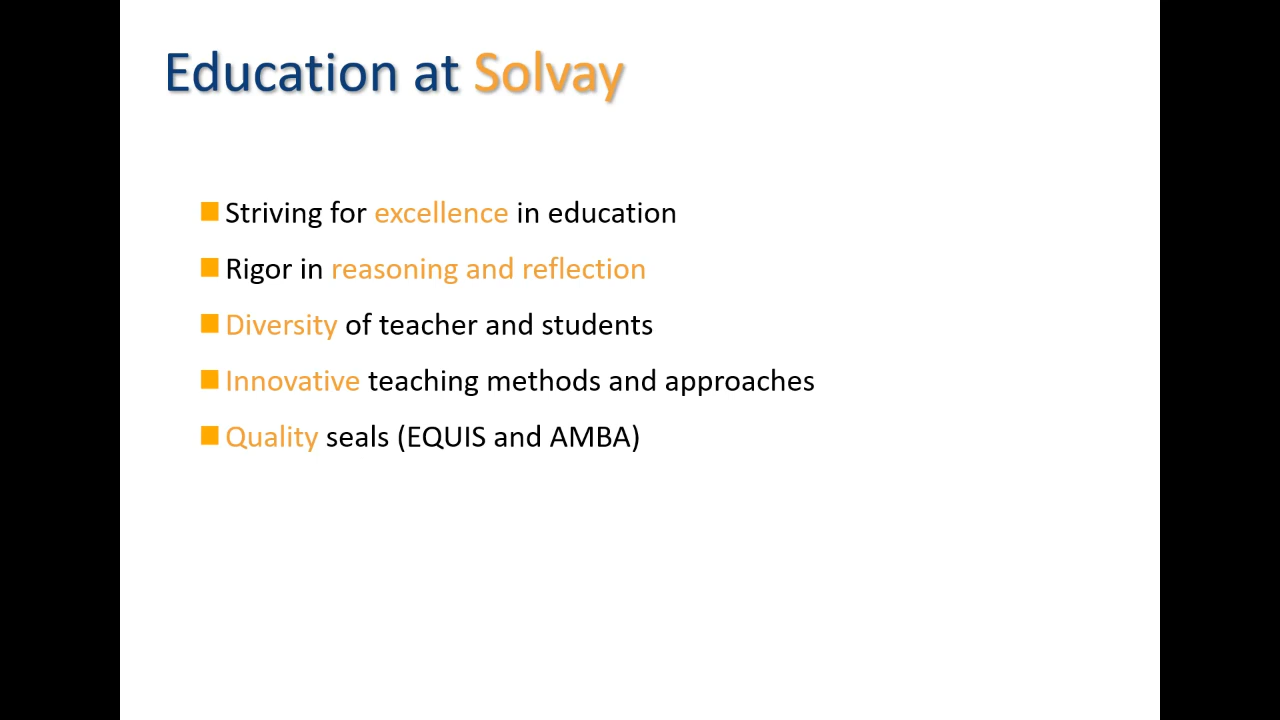 Education at Solvay
Striving for excellence in education
Rigor in reasoning and reflection
Diversity of teacher and students
Innovative teaching methods and approaches
Quality seals (EQUIS and AMBA)